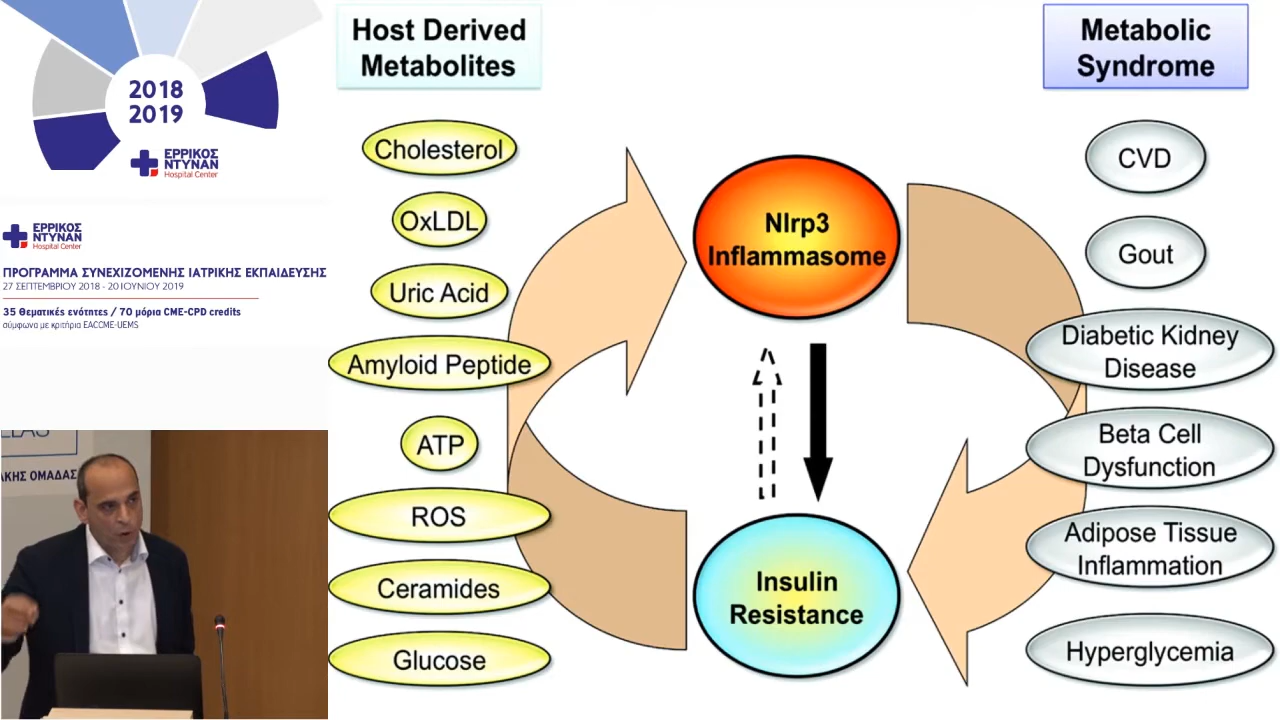 2018
2019
ΕΡΡΙΚΟΣ
ΝΤΥΝΑΝ
Hospital Center
ΕΡΡΙΚΟΣ
ΝΤΥΝΑΝ
Hospital Center
ΠΡΟΓΡΑΜΜΑ ΣΥΝΕΧΙΖΟΜΕΝΗΣ ΙΑΤΡΙΚΗΣ ΕΚΠΑΙΔΕΥΣΗΣ
27 ΣΕΠΤΕΜΒΡΙΟΥ 2018 - 20 ΙΟΥΝΙΟΥ 2019
35 Θεματικές ενότητες / 70 μόρια CME-CPD credits
σύμφωνα με κριτήρια EACCME-UEMS
ΑΚΗΣ ΟΜΑΔΑΣ
Host Derived
Metabolites
Cholesterol
OxLDL
Uric Acid
Amyloid Peptide
ATP
ROS
Ceramides
Glucose
Nlrp3
Inflammasome
Insulin
Resistance
Metabolic
Syndrome
CVD
Gout
Diabetic Kidney
Disease
Beta Cell
Dysfunction
Adipose Tissue
Inflammation
Hyperglycemia